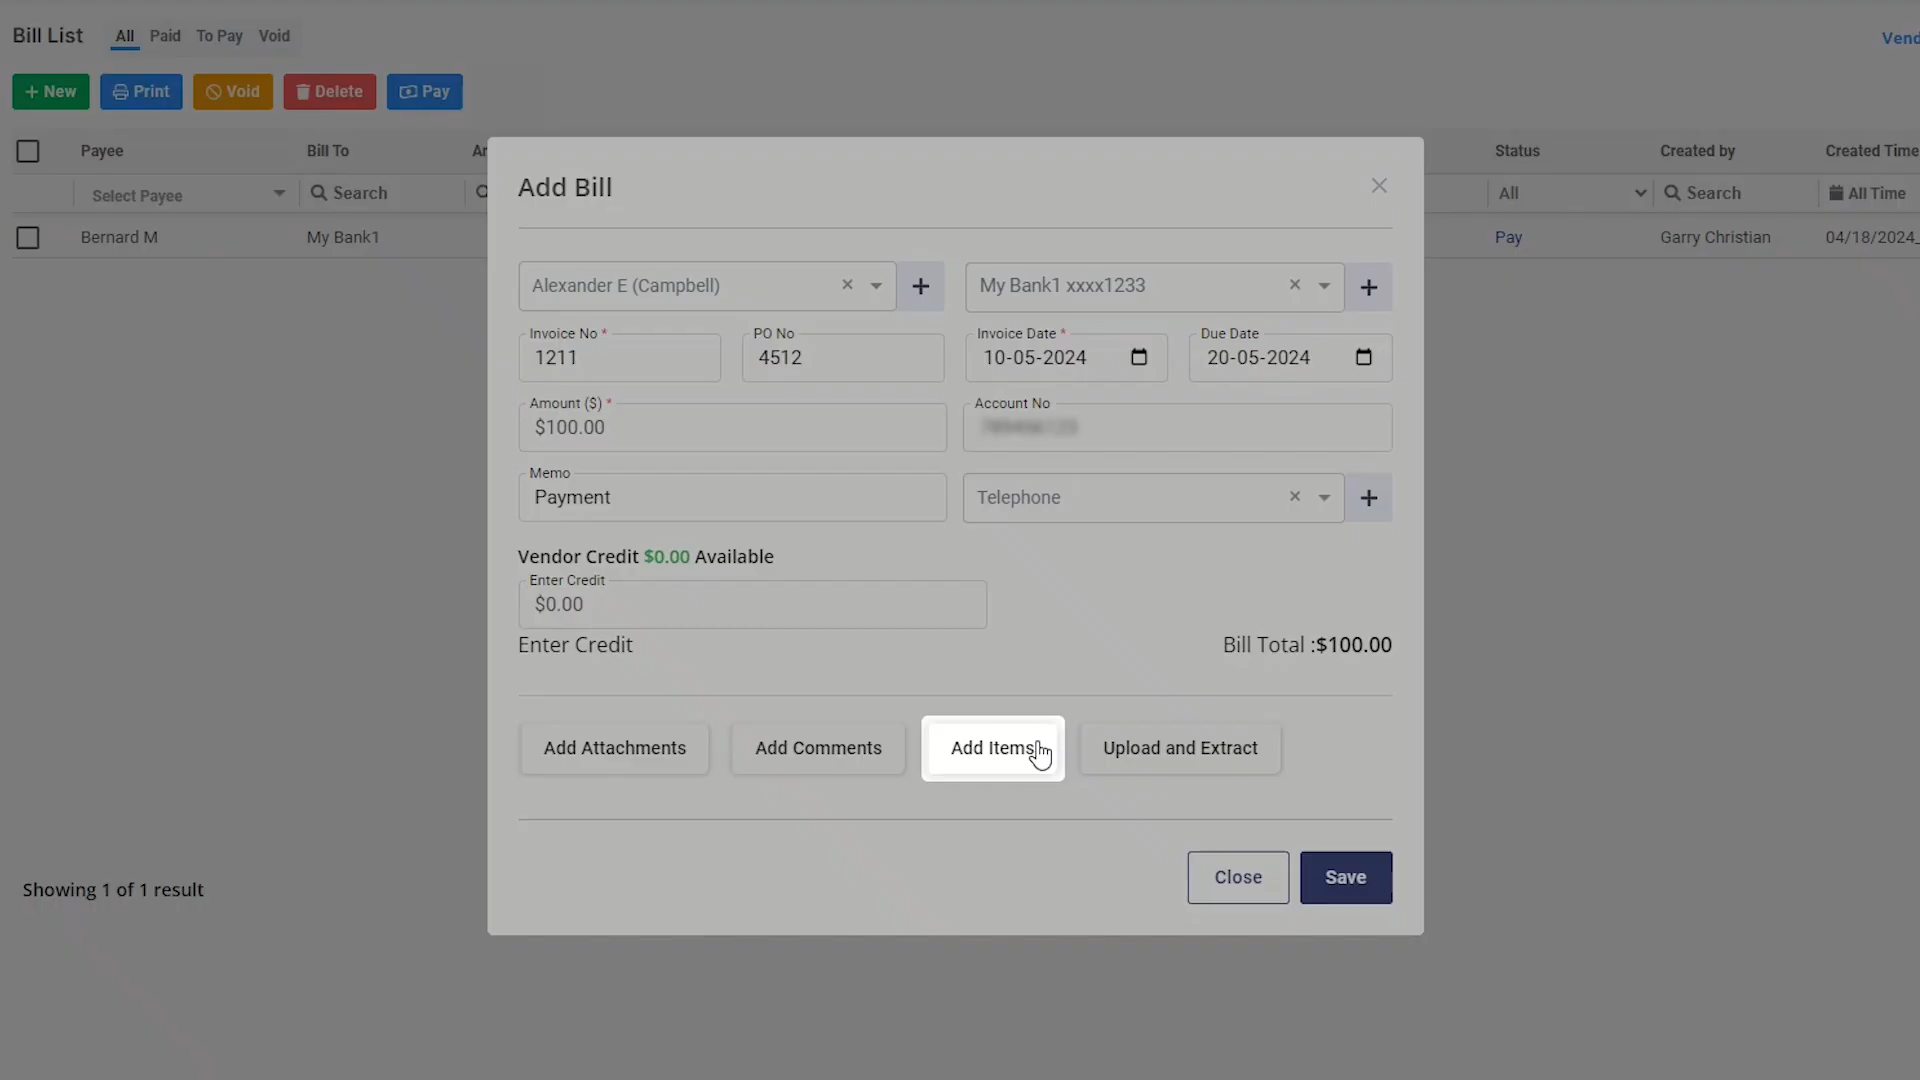 Bill List All Paid To Pay Void
Vend
+ New Print Void Delete Pay
Payee Bill To Ar Status Created by Created Time
Select Payee Search All Search All Time
Bernard M My Bank1 Pay Garry Christian 04/18/2024_
Add Bill
Alexander E (Campbell) My Bank1 xxxx1233
Invoice No * PO No Invoice Date * Due Date
1211 4512 10-05-2024 20-05-2024
Amount ($) * Account No
$100.00
Memo
Payment Telephone
Vendor Credit $0.00 Available
Enter Credit
$0.00
Enter Credit Bill Total :$100.00
Add Attachments Add Comments Add Items Upload and Extract
Close Save
Showing 1 of 1 result